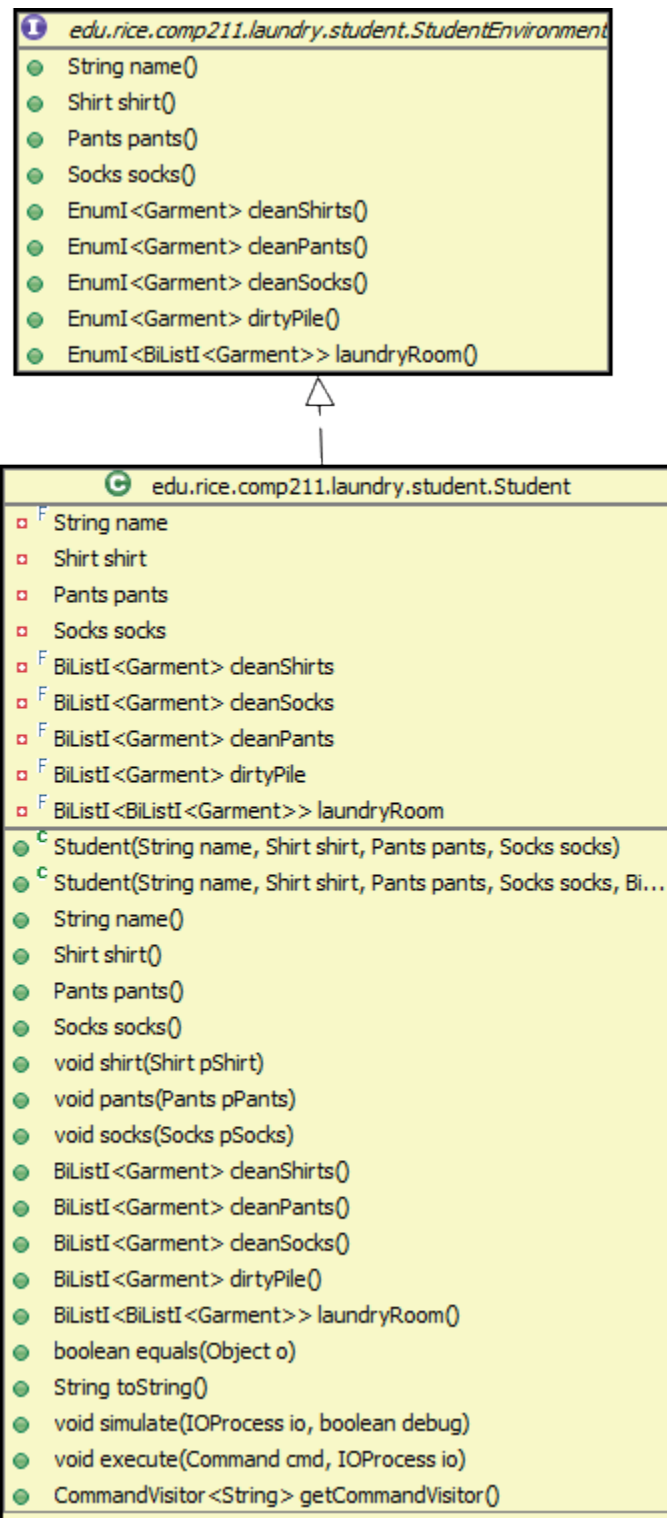 I edu.rice.comp211.laundry.student.StudentEnvironment
String name()
Shirt shirt()
Pants pants()
Socks socks()
EnumI<Garment> cleanShirts()
EnumI<Garment> cleanPants()
EnumI<Garment> cleanSocks()
EnumI<Garment> dirtyPile()
EnumI<BiListI<Garment>> laundryRoom()
C edu.rice.comp211.laundry.student.Student
F String name
Shirt shirt
Pants pants
Socks socks
F BiListI<Garment> cleanShirts
F BiListI<Garment> cleanSocks
F BiListI<Garment> cleanPants
F BiListI<Garment> dirtyPile
F BiListI<BiListI<Garment>> laundryRoom
C Student(String name, Shirt shirt, Pants pants, Socks socks)
C Student(String name, Shirt shirt, Pants pants, Socks socks, Bi...
String name()
Shirt shirt()
Pants pants()
Socks socks()
void shirt(Shirt pShirt)
void pants(Pants pPants)
void socks(Socks pSocks)
BiListI<Garment> cleanShirts()
BiListI<Garment> cleanPants()
BiListI<Garment> cleanSocks()
BiListI<Garment> dirtyPile()
BiListI<BiListI<Garment>> laundryRoom()
boolean equals(Object o)
String toString()
void simulate(IOProcess io, boolean debug)
void execute(Command cmd, IOProcess io)
CommandVisitor<String> getCommandVisitor()